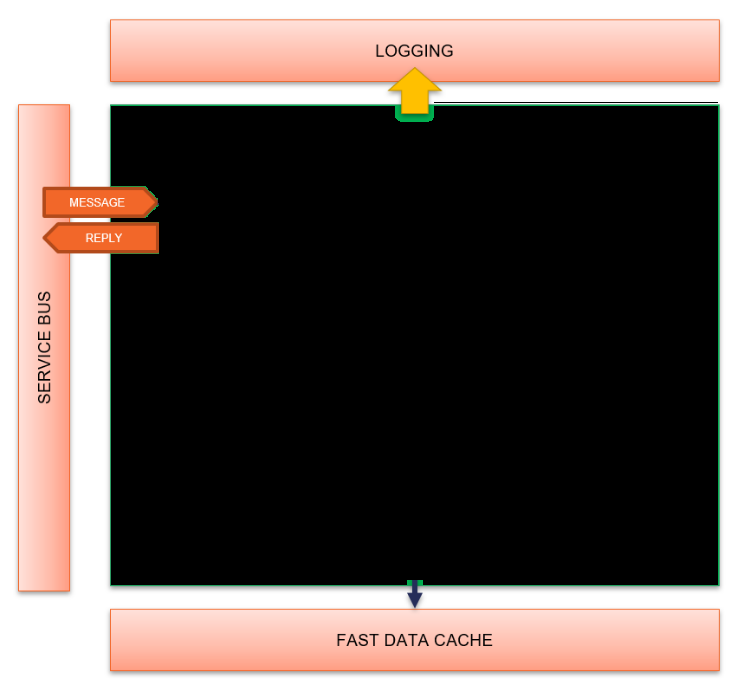 LOGGING
MESSAGE
REPLY
SERVICE BUS
FAST DATA CACHE